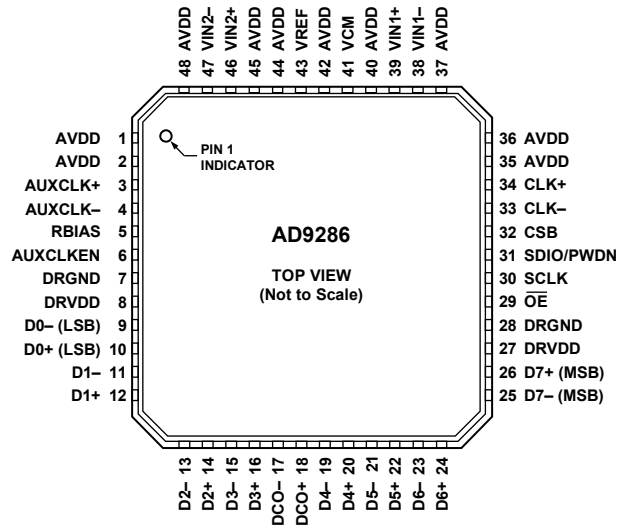 48 AVDD
47 VIN2–
46 VIN2+
45 AVDD
44 AVDD
43 VREF
42 AVDD
41 VCM
40 AVDD
39 VIN1+
38 VIN1–
37 AVDD
AVDD 1
AVDD 2
AUXCLK+ 3
AUXCLK– 4
RBIAS 5
AUXCLKEN 6
DRGND 7
DRVDD 8
D0– (LSB) 9
D0+ (LSB) 10
D1– 11
D1+ 12
PIN 1
INDICATOR
AD9286
TOP VIEW
(Not to Scale)
36 AVDD
35 AVDD
34 CLK+
33 CLK–
32 CSB
31 SDIO/PWDN
30 SCLK
29 O̅E̅
28 DRGND
27 DRVDD
26 D7+ (MSB)
25 D7– (MSB)
D2– 13
D2+ 14
D3– 15
D3+ 16
DCO– 17
DCO+ 18
D4– 19
D4+ 20
D5– 21
D5+ 22
D6– 23
D6+ 24